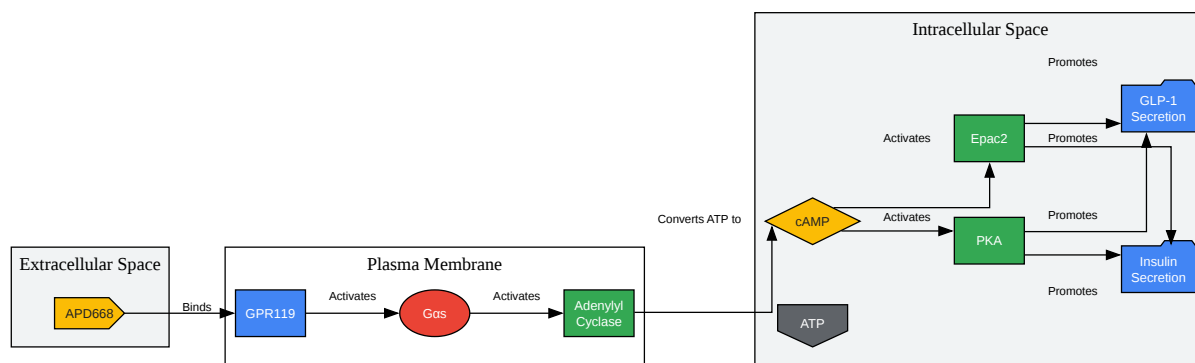 Intracellular Space
Promotes
GLP-1
Secretion
Activates
Epac2
Promotes
Converts ATP to
cAMP
Activates
PKA
Promotes
Extracellular Space
Plasma Membrane
Insulin
Secretion
Promotes
APD668
Binds
GPR119
Activates
Gαs
Activates
Adenylyl
Cyclase
ATP